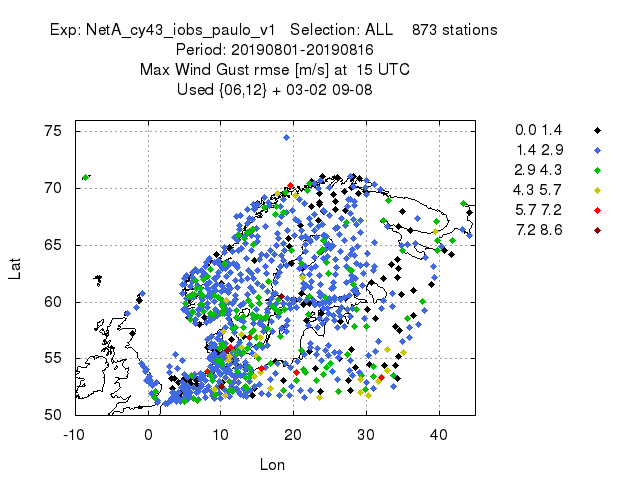 Exp: NetA_cy43_iobs_paulo_v1 Selection: ALL 873 stations
Period: 20190801-20190816
Max Wind Gust rmse [m/s] at 15 UTC
Used {06,12} + 03-02 09-08
75
70
65
60
55
50
-10 0 10 20 30 40
Lat
Lon
0.0 1.4
1.4 2.9
2.9 4.3
4.3 5.7
5.7 7.2
7.2 8.6